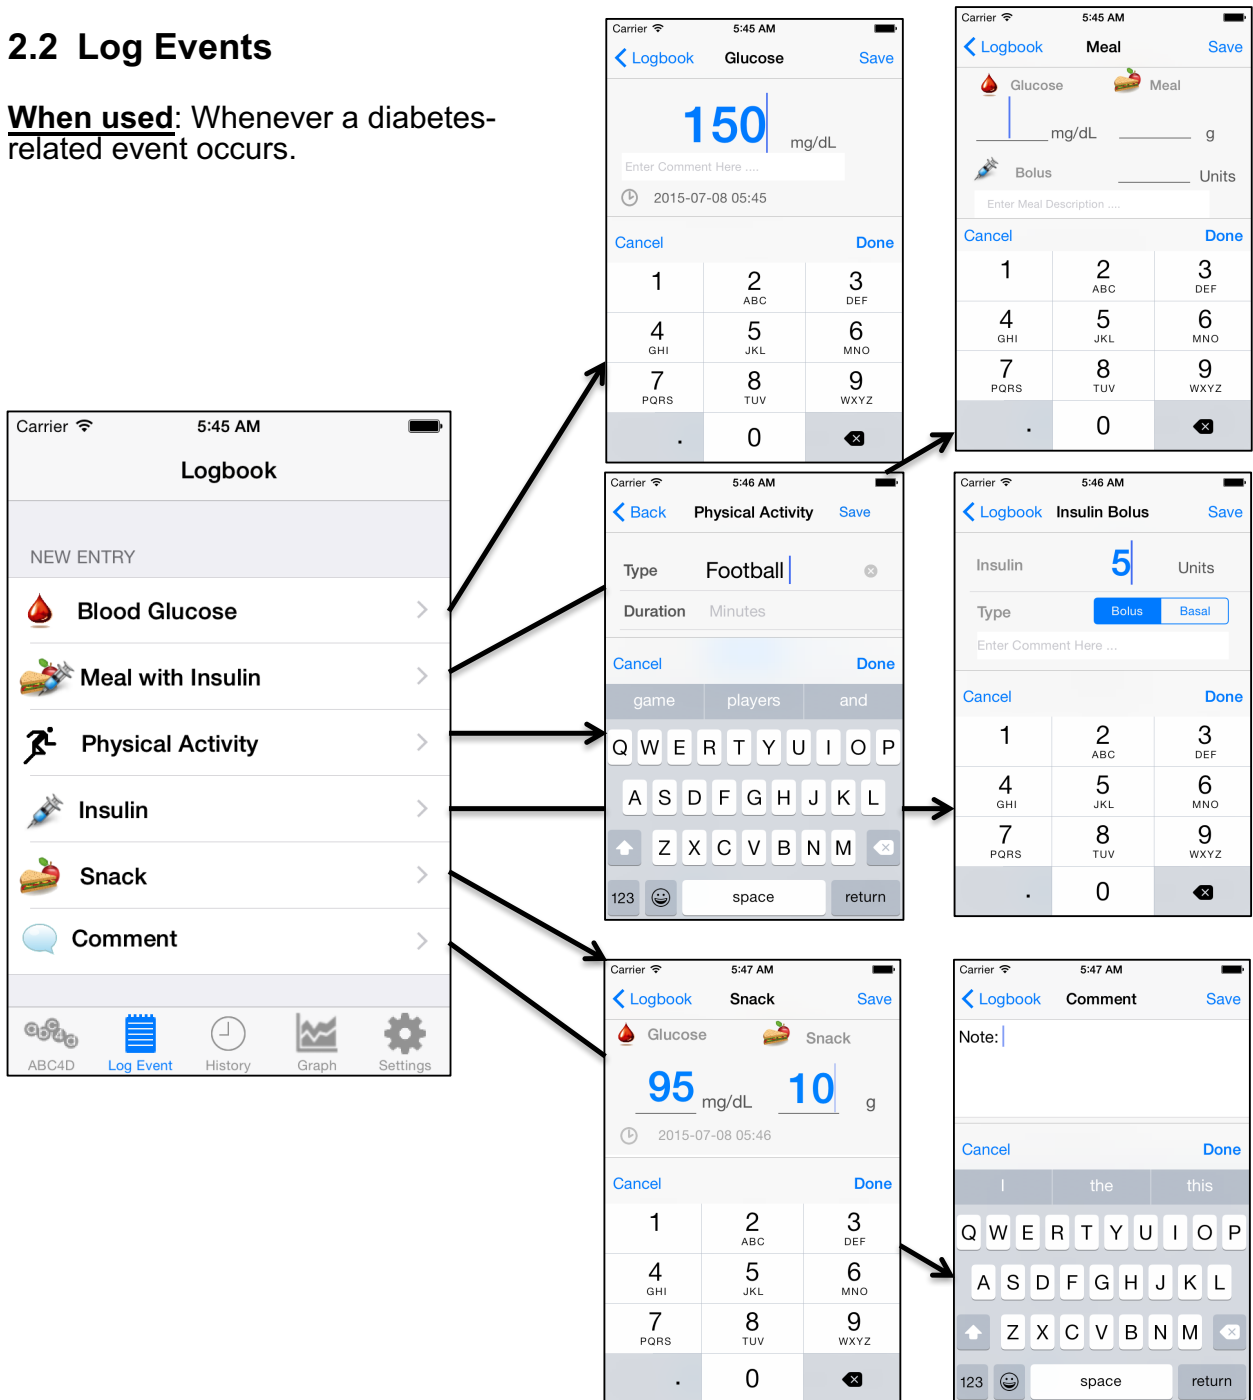 2.2 Log Events
When used: Whenever a diabetes-
related event occurs.
Carrier 5:45 AM
Logbook
NEW ENTRY
Blood Glucose
Meal with Insulin
Physical Activity
Insulin
Snack
Comment
ABC4D Log Event History Graph Settings
Carrier 5:45 AM
Logbook Glucose Save
150 mg/dL
Enter Comment Here ....
2015-07-08 05:45
Cancel Done
1 2 3
ABC DEF
4 5 6
GHI JKL MNO
7 8 9
PQRS TUV WXYZ
. 0
Carrier 5:45 AM
Logbook Meal Save
Glucose Meal
mg/dL g
Bolus Units
Enter Meal Description ....
Cancel Done
1 2 3
ABC DEF
4 5 6
GHI JKL MNO
7 8 9
PQRS TUV WXYZ
. 0
Carrier 5:46 AM
Back Physical Activity Save
Type Football
Duration Minutes
Cancel Done
game players and
Q W E R T Y U I O P
A S D F G H J K L
Z X C V B N M
123 space return
Carrier 5:46 AM
Logbook Insulin Bolus Save
Insulin 5 Units
Type Bolus Basal
Enter Comment Here ...
Cancel Done
1 2 3
ABC DEF
4 5 6
GHI JKL MNO
7 8 9
PQRS TUV WXYZ
. 0
Carrier 5:47 AM
Logbook Snack Save
Glucose Snack
95 mg/dL 10 g
2015-07-08 05:46
Cancel Done
1 2 3
ABC DEF
4 5 6
GHI JKL MNO
7 8 9
PQRS TUV WXYZ
. 0
Carrier 5:47 AM
Logbook Comment Save
Note:
Cancel Done
I the this
Q W E R T Y U I O P
A S D F G H J K L
Z X C V B N M
123 space return